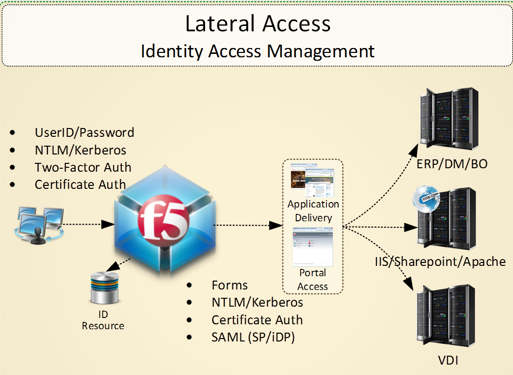 Lateral Access
Identity Access Management
• UserID/Password
• NTLM/Kerberos
• Two-Factor Auth
• Certificate Auth
f5
ID
Resource
• Forms
• NTLM/Kerberos
• Certificate Auth
• SAML (SP/iDP)
Application
Delivery
Portal
Access
ERP/DM/BO
IIS/Sharepoint/Apache
VDI